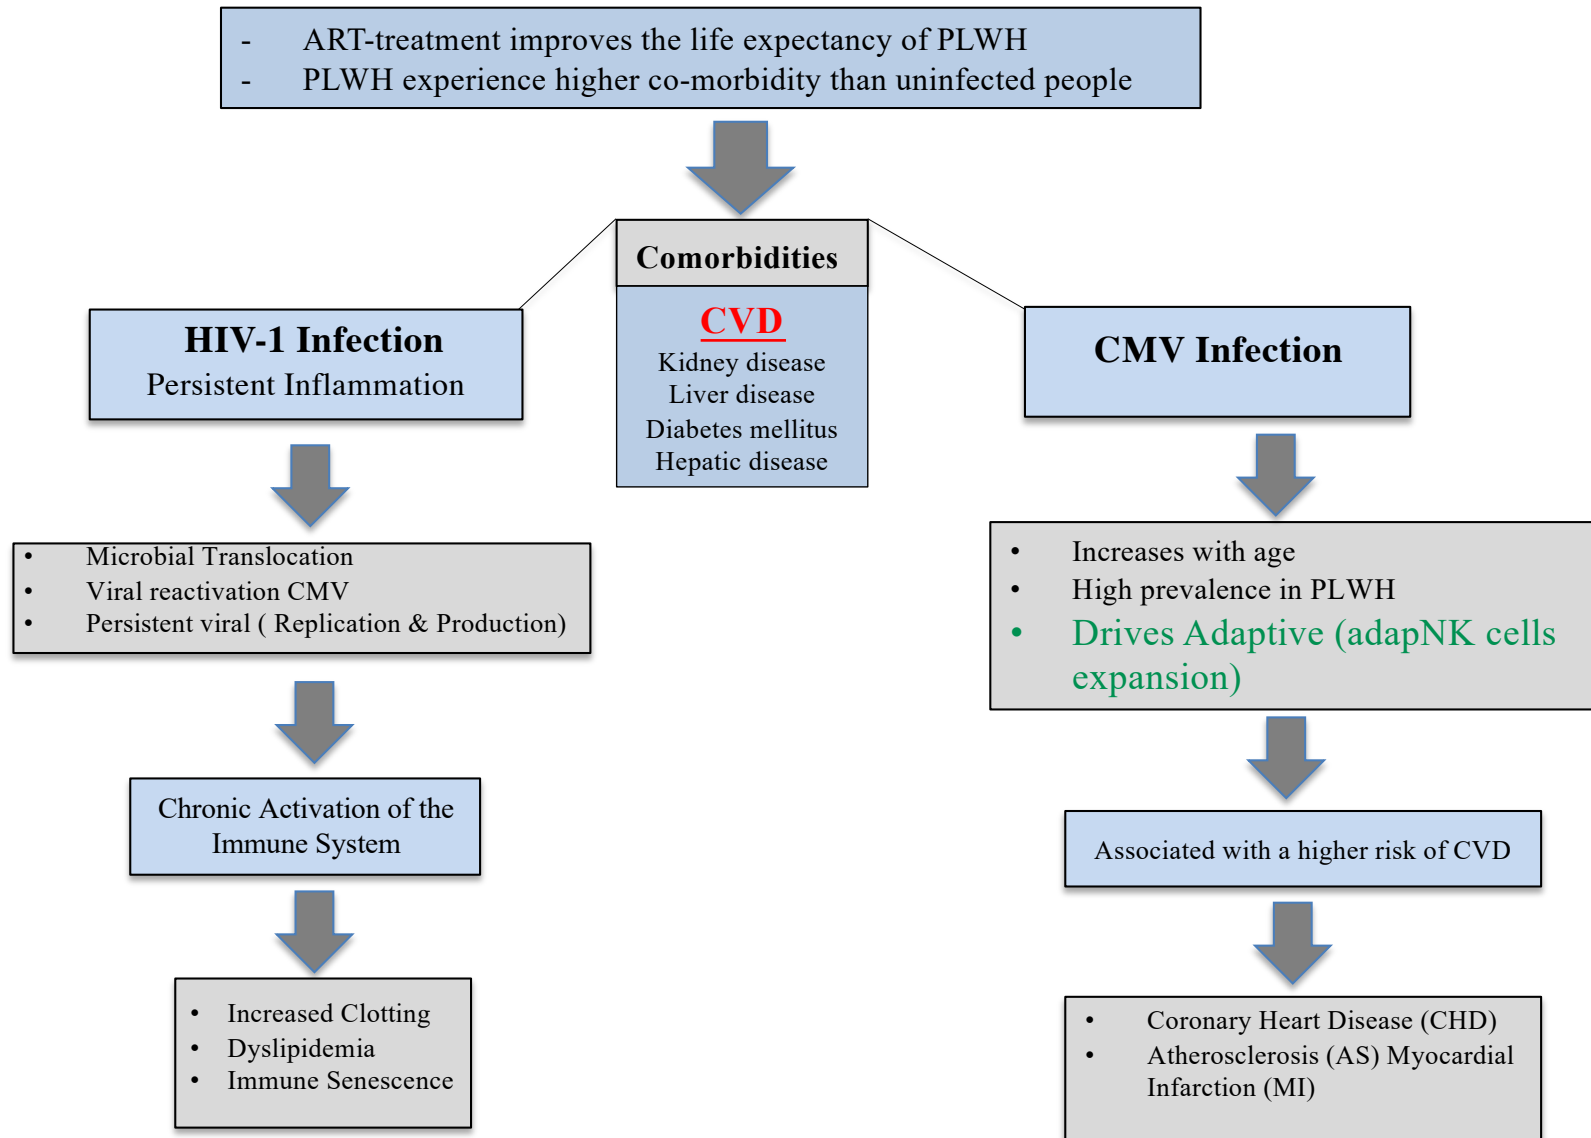 - ART-treatment improves the life expectancy of PLWH
- PLWH experience higher co-morbidity than uninfected people
Comorbidities
CVD
Kidney disease
Liver disease
Diabetes mellitus
Hepatic disease
HIV-1 Infection
Persistent Inflammation
• Microbial Translocation
• Viral reactivation CMV
• Persistent viral ( Replication & Production)
Chronic Activation of the
Immune System
• Increased Clotting
• Dyslipidemia
• Immune Senescence
CMV Infection
• Increases with age
• High prevalence in PLWH
• Drives Adaptive (adapNK cells
expansion)
Associated with a higher risk of CVD
• Coronary Heart Disease (CHD)
• Atherosclerosis (AS) Myocardial
Infarction (MI)